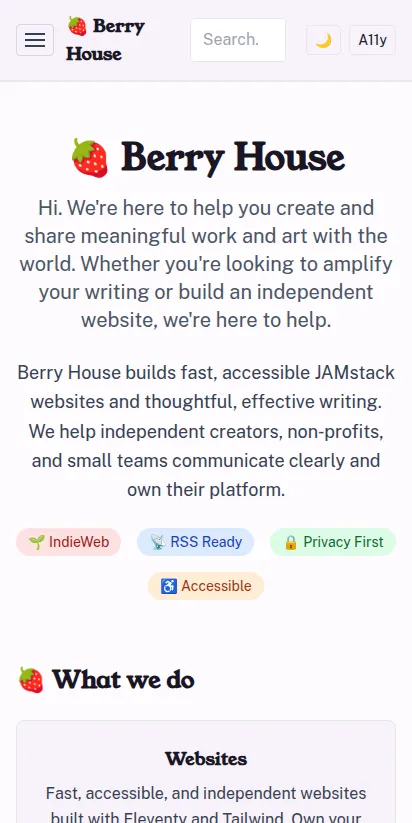 🍓 Berry
House
Search.
🌙
A11y
🍓 Berry House
Hi. We're here to help you create and
share meaningful work and art with the
world. Whether you're looking to amplify
your writing or build an independent
website, we're here to help.
Berry House builds fast, accessible JAMstack
websites and thoughtful, effective writing.
We help independent creators, non-profits,
and small teams communicate clearly and
own their platform.
🌱 IndieWeb
📡 RSS Ready
🔒 Privacy First
♿ Accessible
🍓 What we do
Websites
Fast, accessible, and independent websites
built with Eleventy and Tailwind. Own your